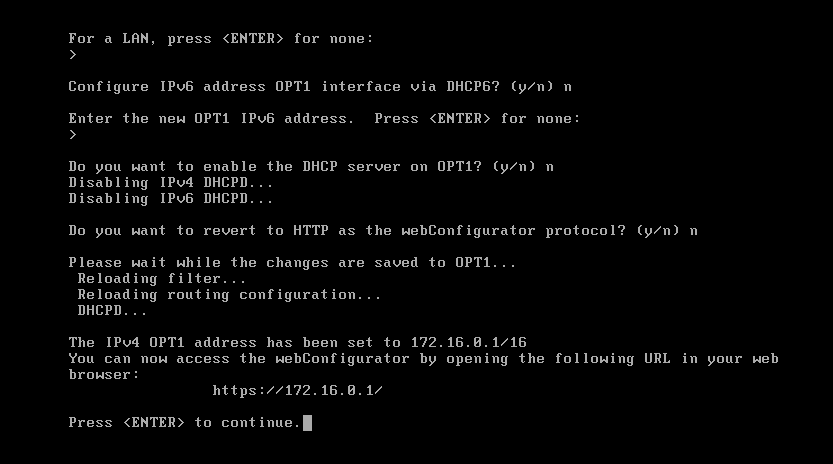 For a LAN, press <ENTER> for none:
>
Configure IPv6 address OPT1 interface via DHCP6? (y/n) n
Enter the new OPT1 IPv6 address.  Press <ENTER> for none:
>
Do you want to enable the DHCP server on OPT1? (y/n) n
Disabling IPv4 DHCPD...
Disabling IPv6 DHCPD...
Do you want to revert to HTTP as the webConfigurator protocol? (y/n) n
Please wait while the changes are saved to OPT1...
 Reloading filter...
 Reloading routing configuration...
 DHCPD...
The IPv4 OPT1 address has been set to 172.16.0.1/16
You can now access the webConfigurator by opening the following URL in your web
browser:
                https://172.16.0.1/
Press <ENTER> to continue.